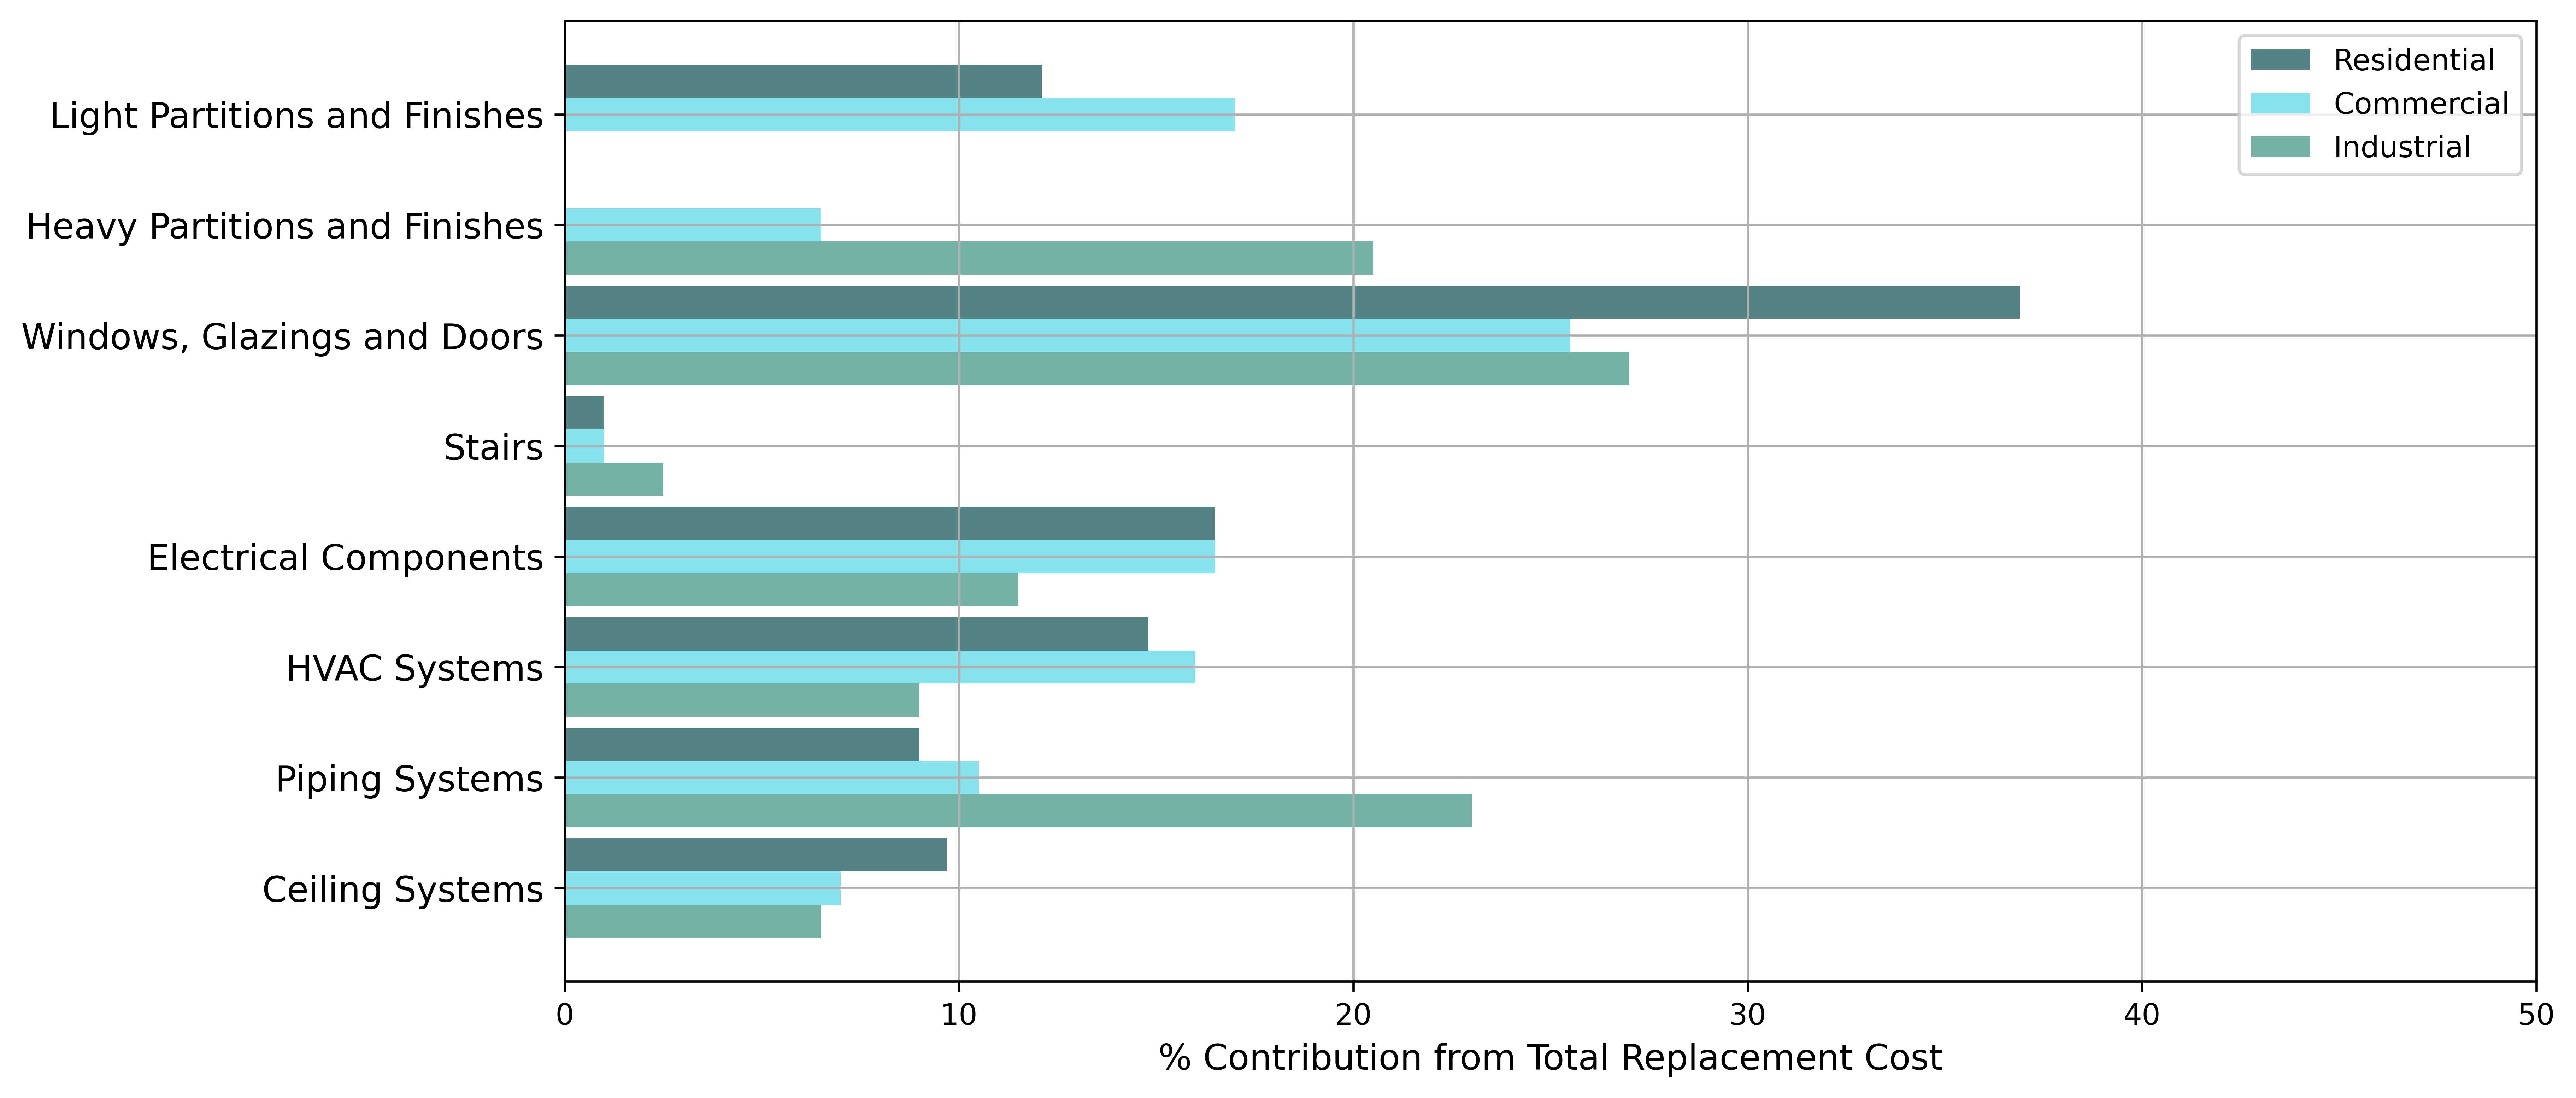 Residential
Commercial
Industrial
Light Partitions and Finishes
Heavy Partitions and Finishes
Windows, Glazings and Doors
Stairs
Electrical Components
HVAC Systems
Piping Systems
Ceiling Systems
0 10 20 30 40 50
% Contribution from Total Replacement Cost